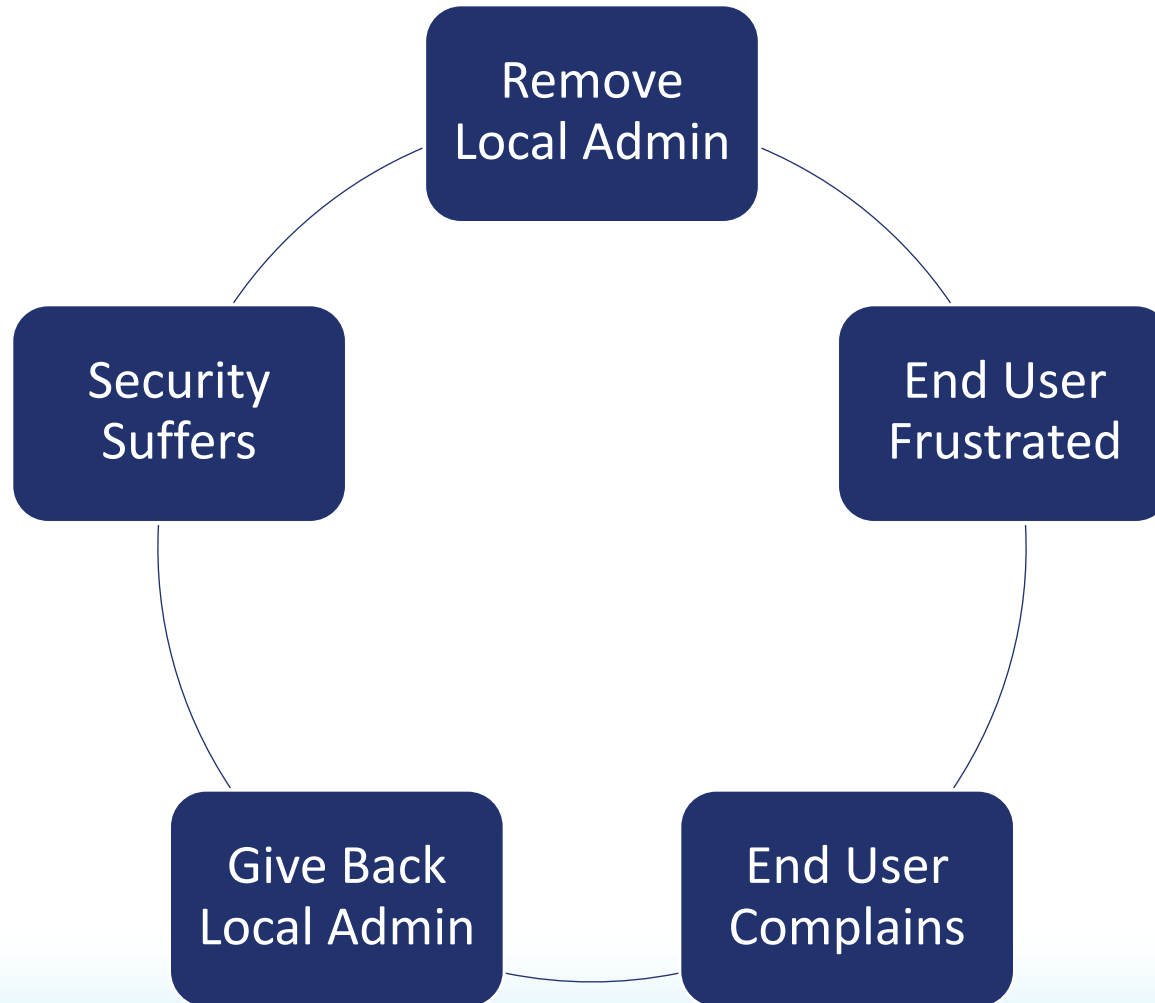 Remove
Local Admin
End User
Frustrated
End User
Complains
Give Back
Local Admin
Security
Suffers